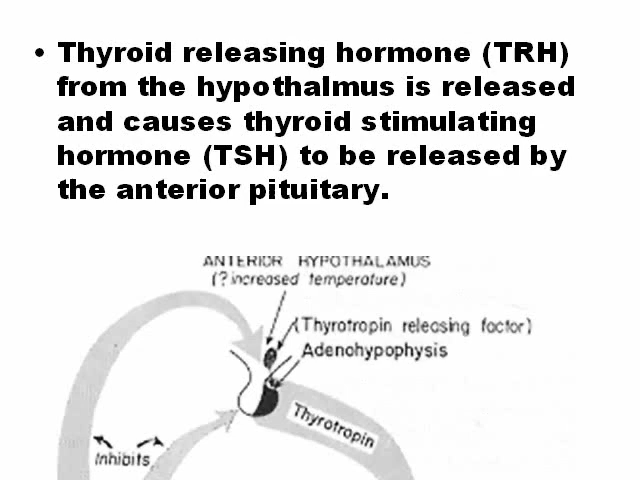 • Thyroid releasing hormone (TRH)
from the hypothalmus is released
and causes thyroid stimulating
hormone (TSH) to be released by
the anterior pituitary.
ANTERIOR HYPOTHALAMUS
(? increased temperature)
(Thyrotropin releasing factor)
Adenohypophysis
Thyrotropin
Inhibits